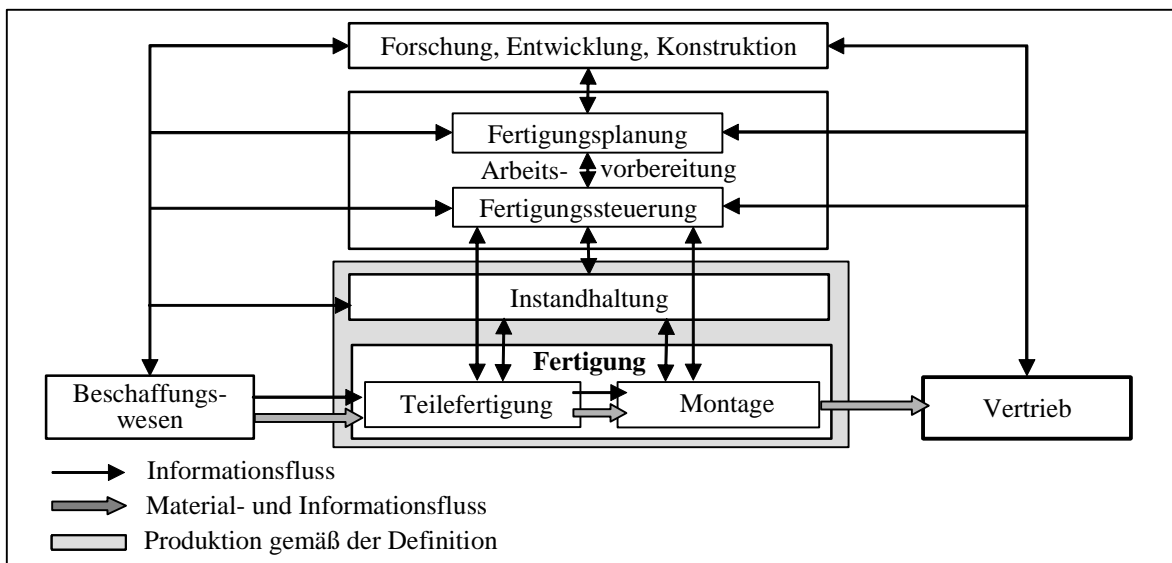 Forschung, Entwicklung, Konstruktion
Fertigungsplanung
Arbeits- vorbereitung
Fertigungssteuerung
Instandhaltung
Fertigung
Beschaffungs-
wesen
Teilefertigung
Montage
Vertrieb
Informationsfluss
Material- und Informationsfluss
Produktion gemäß der Definition